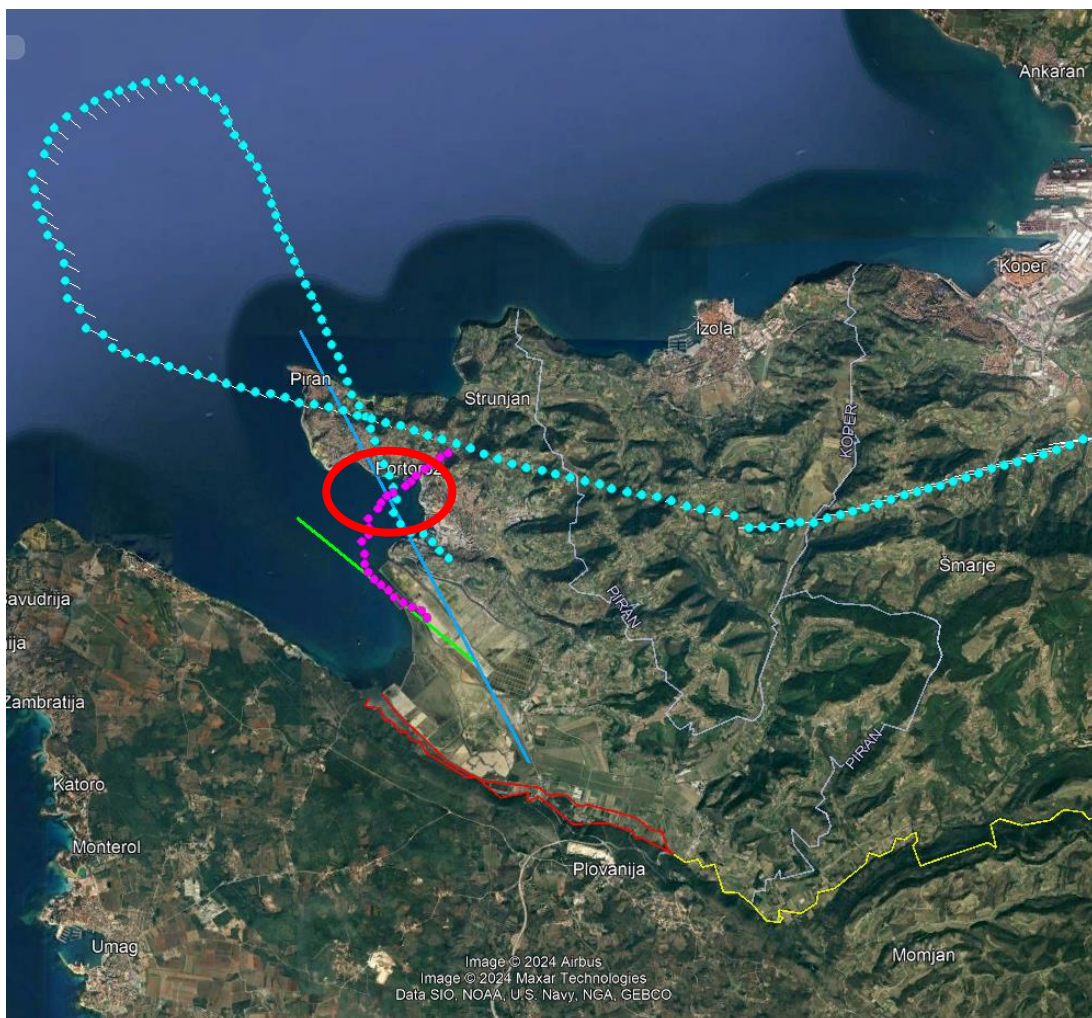 Ankaran
Koper
Izola
Piran
Strunjan
KOPER
Portorož
Šmarje
PIRAN
Savudrija
Zambratija
PIRAN
Katoro
Monterol
Plovanija
Umag
Momjan
Image © 2024 Airbus
Image © 2024 Maxar Technologies
Data SIO, NOAA, U.S. Navy, NGA, GEBCO